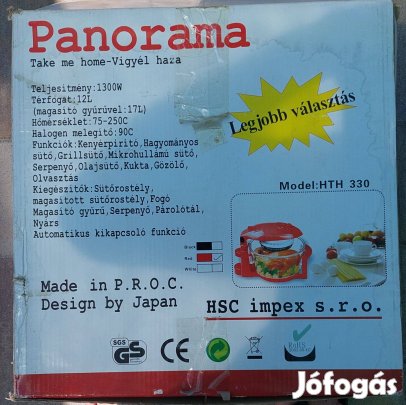 Panorama
Take me home-Vigyél haza
Teljesítmény:1300W
Térfogat:12L
(magasító gyűrűvel:17L)
Hőmérséklet:75-250C
Halogen melegítő:90C
Funkciók:Kenyérpirító,Hagyományos
sütő,Grillsütő,Mikrohullámú sütő,
Serpenyő,Olajsütő,Kukta,Gőzölő,
Olvasztás
Kiegészítők:Sütőrostély,
magasított sütőrostély,Fogó
Magasító gyűrű,Serpenyő,Párolótál,
Nyárs
Automatikus kikapcsoló funkció
Legjobb választás
Model:HTH 330
Black
Red
White
Made in P.R.O.C.
Design by Japan
HSC impex s.r.o.
SGS
GS
CE
RoHS
Jófogás